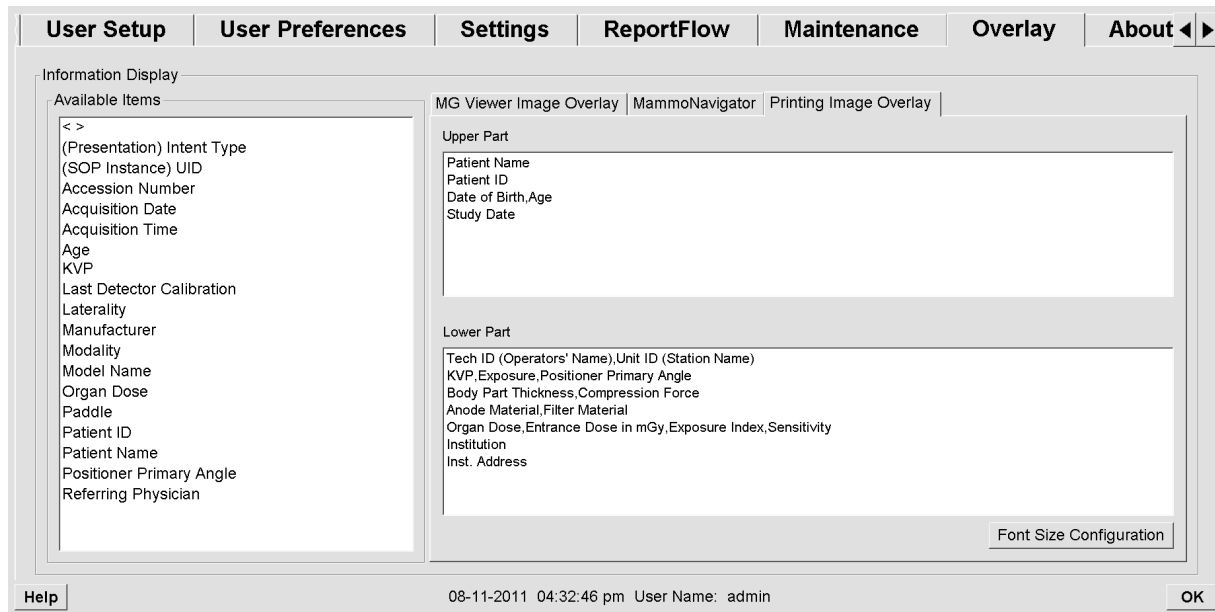 User Setup User Preferences Settings ReportFlow Maintenance Overlay About
Information Display
Available Items
< >
(Presentation) Intent Type
(SOP Instance) UID
Accession Number
Acquisition Date
Acquisition Time
Age
KVP
Last Detector Calibration
Laterality
Manufacturer
Modality
Model Name
Organ Dose
Paddle
Patient ID
Patient Name
Positioner Primary Angle
Referring Physician
MG Viewer Image Overlay MammoNavigator Printing Image Overlay
Upper Part
Patient Name
Patient ID
Date of Birth,Age
Study Date
Lower Part
Tech ID (Operators' Name),Unit ID (Station Name)
KVP,Exposure,Positioner Primary Angle
Body Part Thickness,Compression Force
Anode Material,Filter Material
Organ Dose,Entrance Dose in mGy,Exposure Index,Sensitivity
Institution
Inst. Address
Font Size Configuration
Help 08-11-2011 04:32:46 pm User Name: admin OK